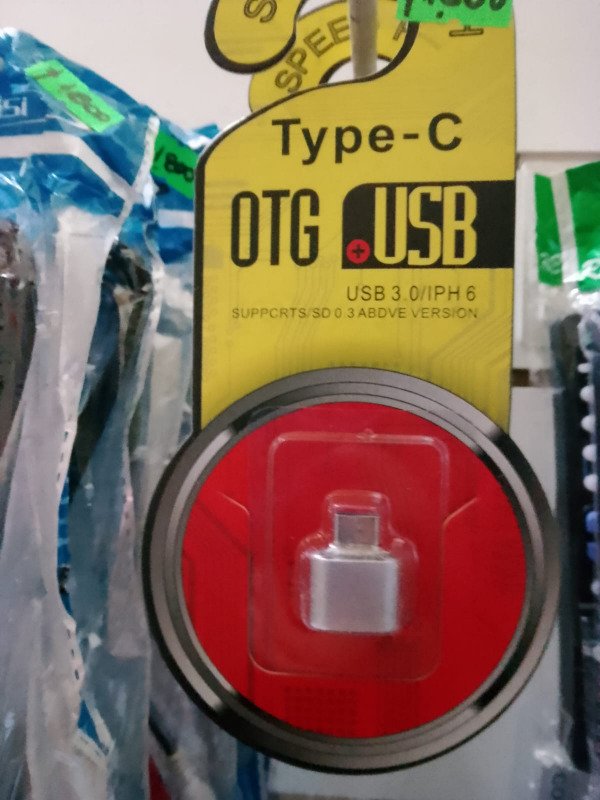 SPEE
Type-C
OTG + USB
USB 3.0/IPH 6
SUPPCRTS/SD 0 3 ABDVE VERSION